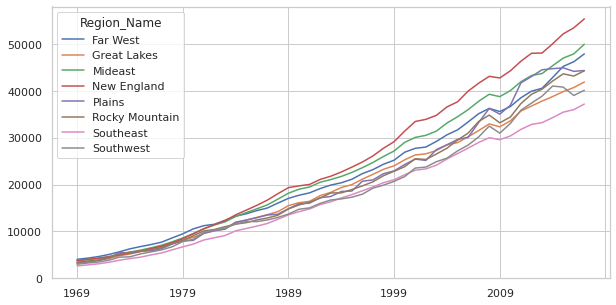 Region_Name
Far West
Great Lakes
Mideast
New England
Plains
Rocky Mountain
Southeast
Southwest
50000
40000
30000
20000
10000
0
1969 1979 1989 1999 2009